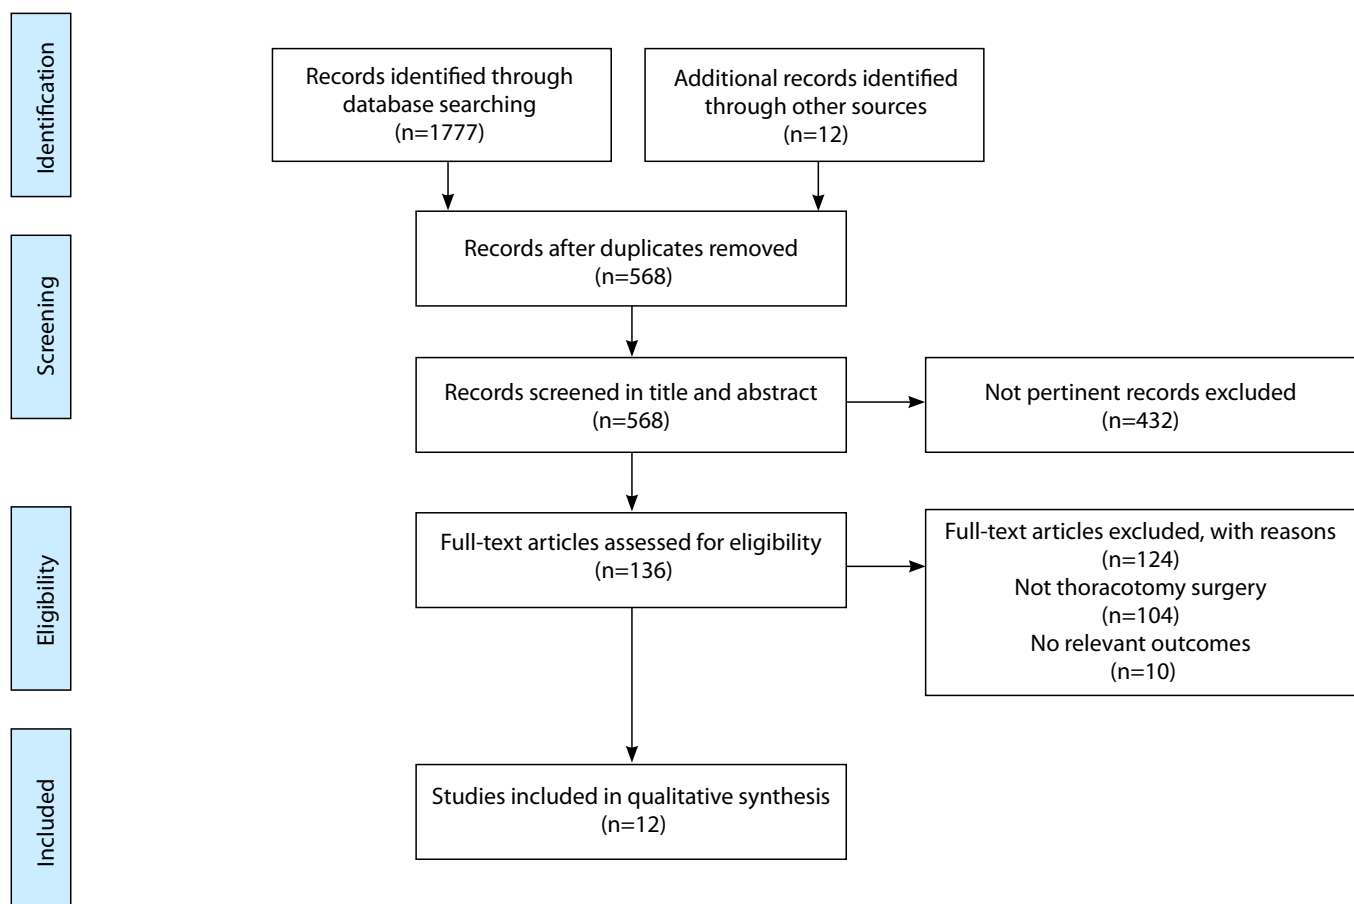 Identification
Records identified through
database searching
(n=1777)
Additional records identified
through other sources
(n=12)
Screening
Records after duplicates removed
(n=568)
Records screened in title and abstract
(n=568)
Not pertinent records excluded
(n=432)
Eligibility
Full-text articles assessed for eligibility
(n=136)
Full-text articles excluded, with reasons
(n=124)
Not thoracotomy surgery
(n=104)
No relevant outcomes
(n=10)
Included
Studies included in qualitative synthesis
(n=12)